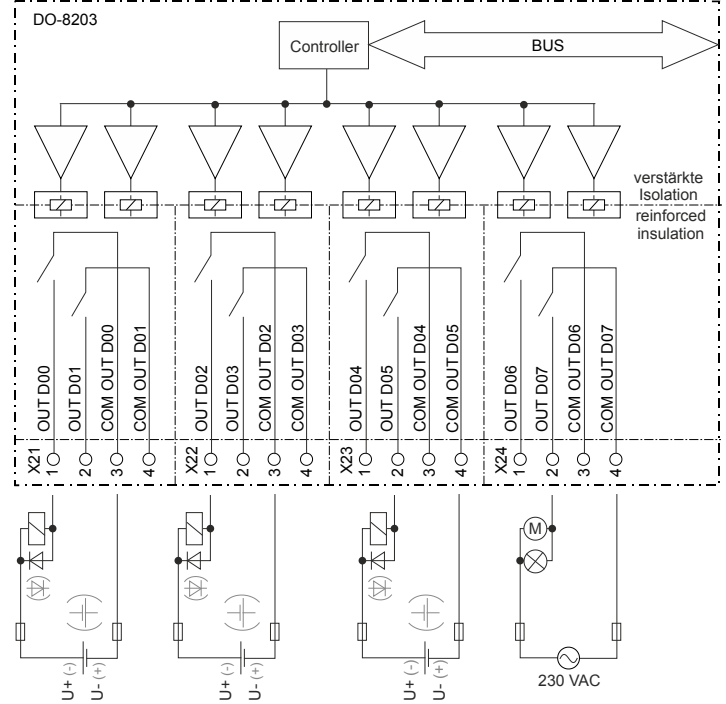 DO-8203
Controller
BUS
verstärkte
Isolation
reinforced
insulation
OUT D00
OUT D01
COM OUT D00
COM OUT D01
OUT D02
OUT D03
COM OUT D02
COM OUT D03
OUT D04
OUT D05
COM OUT D04
COM OUT D05
OUT D06
OUT D07
COM OUT D06
COM OUT D07
X21
1
2
3
4
X22
1
2
3
4
X23
1
2
3
4
X24
1
2
3
4
M
U+ (-)
U- (+)
U+ (-)
U- (+)
U+ (-)
U- (+)
230 VAC